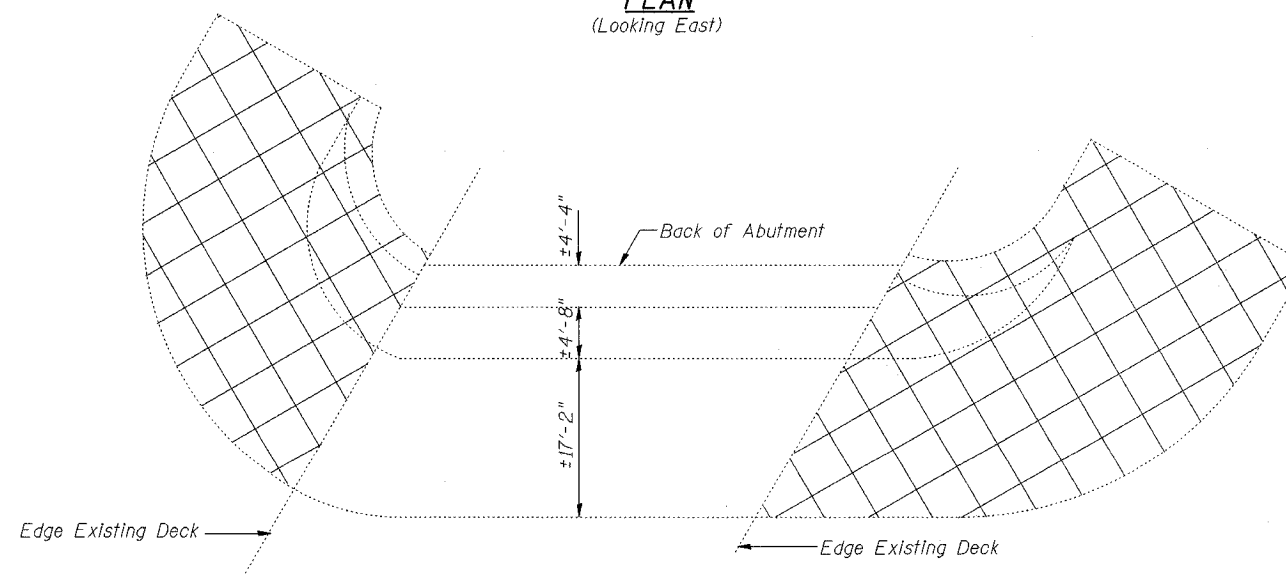 PLAN
(Looking East)
±4'-4"
Back of Abutment
±4'-8"
±17'-2"
Edge Existing Deck
Edge Existing Deck